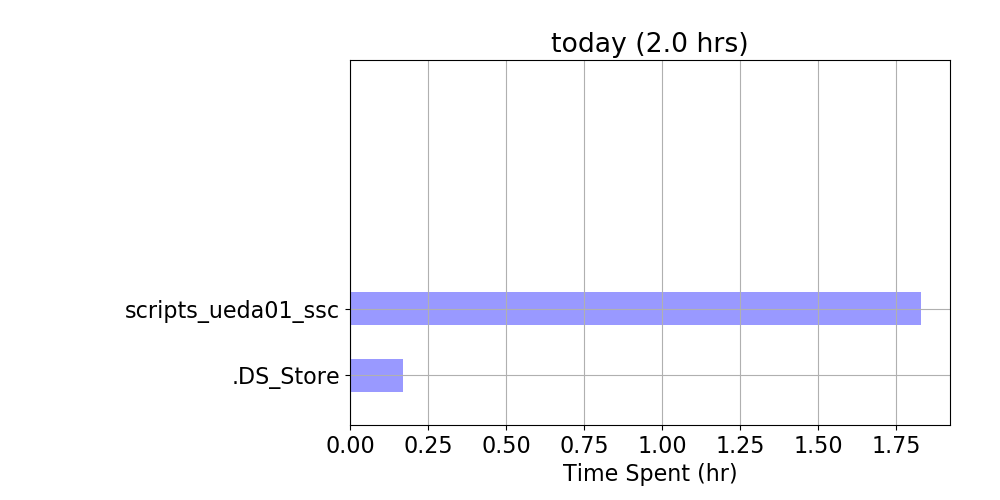 today (2.0 hrs)
scripts_ueda01_ssc
.DS_Store
0.00 0.25 0.50 0.75 1.00 1.25 1.50 1.75
Time Spent (hr)